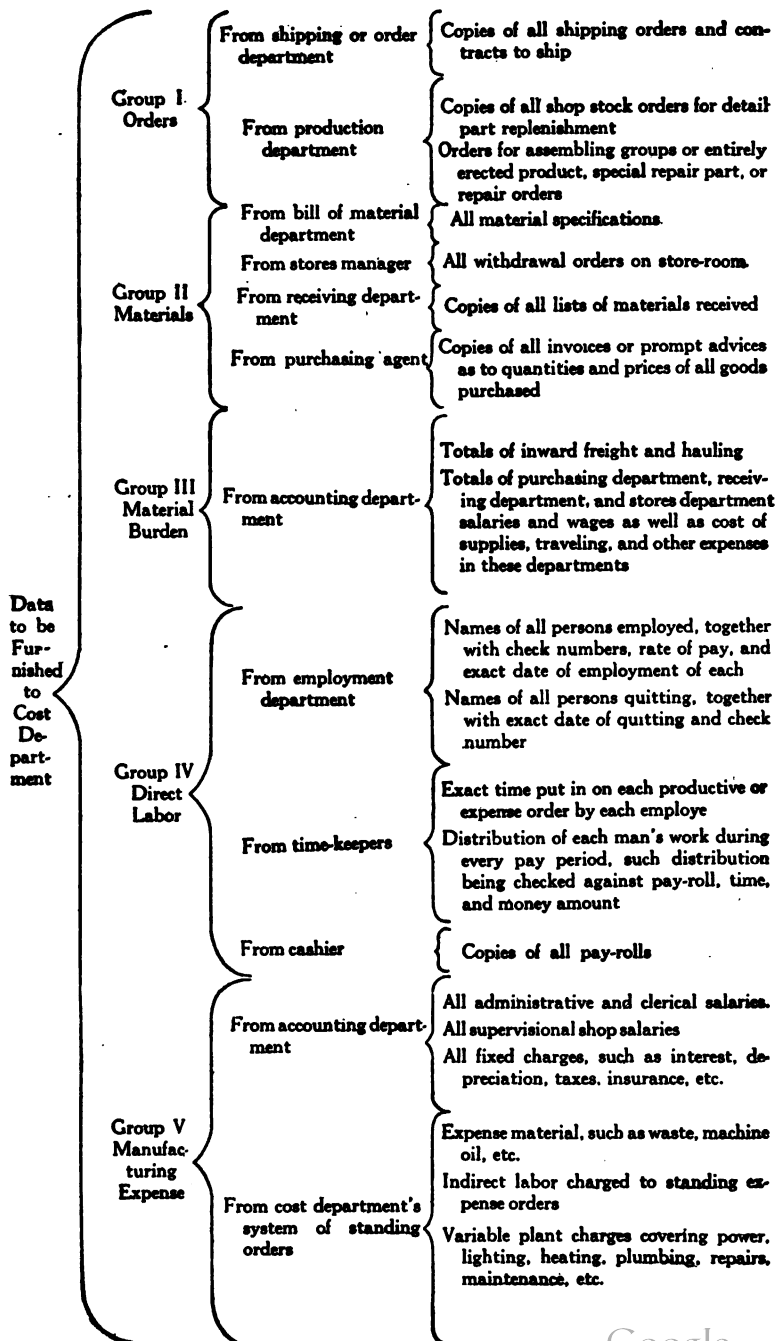 Data
to be
Fur-
nished
to
Cost
De-
part-
ment
Group I
Orders
From shipping or order
department
Copies of all shipping orders and con-
tracts to ship
From production
department
Copies of all shop stock orders for detail
part replenishment
Orders for assembling groups or entirely
erected product, special repair part, or
repair orders
Group II
Materials
From bill of material
department
All material specifications.
From stores manager
All withdrawal orders on store-room.
From receiving depart-
ment
Copies of all lists of materials received
From purchasing agent
Copies of all invoices or prompt advices
as to quantities and prices of all goods
purchased
Group III
Material
Burden
From accounting depart-
ment
Totals of inward freight and hauling
Totals of purchasing department, receiv-
ing department, and stores department
salaries and wages as well as cost of
supplies, traveling, and other expenses
in these departments
Group IV
Direct
Labor
From employment
department
Names of all persons employed, together
with check numbers, rate of pay, and
exact date of employment of each
Names of all persons quitting, together
with exact date of quitting and check
number
From time-keepers
Exact time put in on each productive or
expense order by each employe
Distribution of each man's work during
every pay period, such distribution
being checked against pay-roll, time,
and money amount
From cashier
Copies of all pay-rolls
Group V
Manufac-
turing
Expense
From accounting depart-
ment
All administrative and clerical salaries.
All supervisional shop salaries
All fixed charges, such as interest, de-
preciation, taxes, insurance, etc.
From cost department's
system of standing
orders
Expense material, such as waste, machine
oil, etc.
Indirect labor charged to standing ex-
pense orders
Variable plant charges covering power,
lighting, heating, plumbing, repairs,
maintenance, etc.
Google